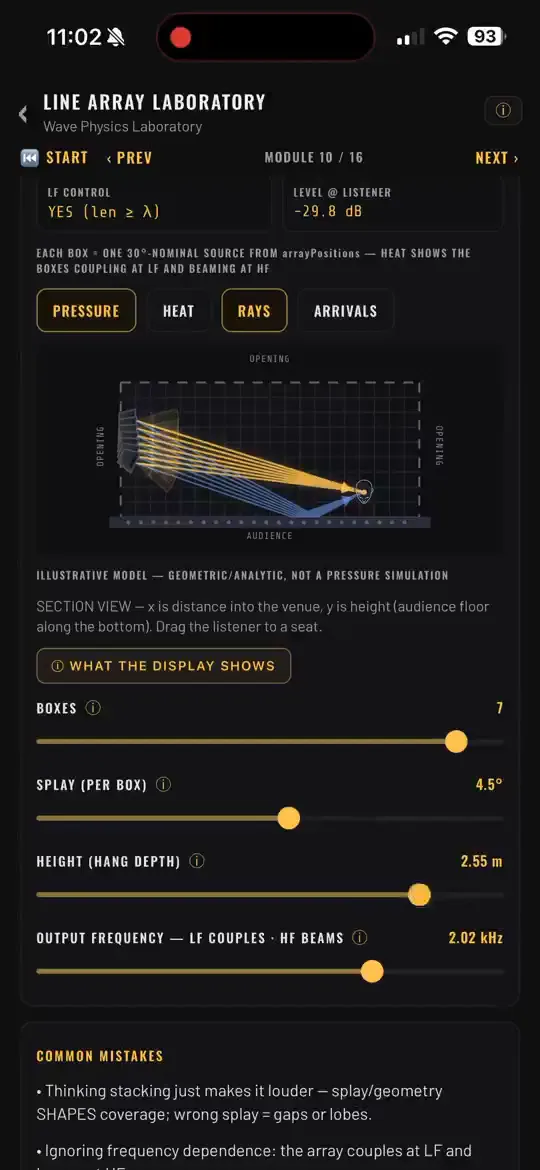 11:02
93
LINE ARRAY LABORATORY
Wave Physics Laboratory
START ‹ PREV MODULE 10 / 16 NEXT ›
LF CONTROL
YES (len ≥ λ)
LEVEL @ LISTENER
-29.8 dB
EACH BOX = ONE 30°-NOMINAL SOURCE FROM arrayPositions — HEAT SHOWS THE
BOXES COUPLING AT LF AND BEAMING AT HF
PRESSURE HEAT RAYS ARRIVALS
OPENING
OPENING
OPENING
AUDIENCE
ILLUSTRATIVE MODEL — GEOMETRIC/ANALYTIC, NOT A PRESSURE SIMULATION
SECTION VIEW — x is distance into the venue, y is height (audience floor
along the bottom). Drag the listener to a seat.
ⓘ WHAT THE DISPLAY SHOWS
BOXES ⓘ 7
SPLAY (PER BOX) ⓘ 4.5°
HEIGHT (HANG DEPTH) ⓘ 2.55 m
OUTPUT FREQUENCY — LF COUPLES · HF BEAMS ⓘ 2.02 kHz
COMMON MISTAKES
• Thinking stacking just makes it louder — splay/geometry
SHAPES coverage; wrong splay = gaps or lobes.
• Ignoring frequency dependence: the array couples at LF and